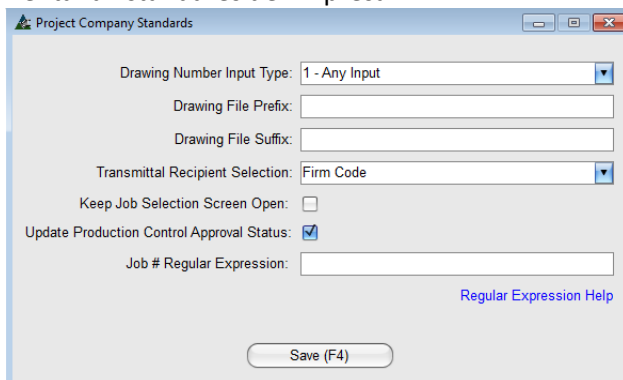 Project Company Standards
Drawing Number Input Type: 1 - Any Input
Drawing File Prefix:
Drawing File Suffix:
Transmittal Recipient Selection: Firm Code
Keep Job Selection Screen Open:
Update Production Control Approval Status:
Job # Regular Expression:
Regular Expression Help
Save (F4)